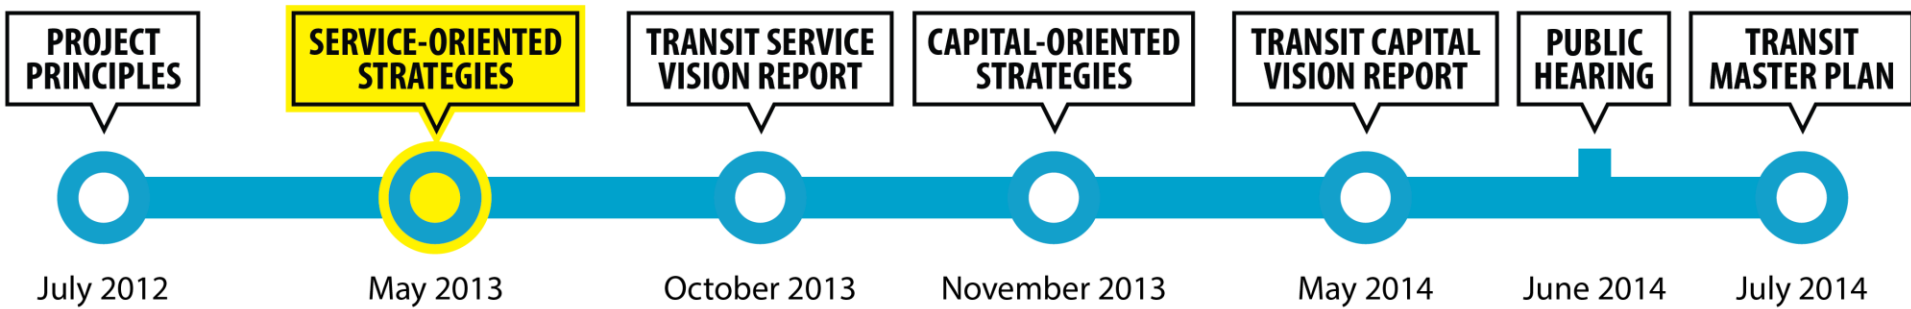 PROJECT
PRINCIPLES
SERVICE-ORIENTED
STRATEGIES
TRANSIT SERVICE
VISION REPORT
CAPITAL-ORIENTED
STRATEGIES
TRANSIT CAPITAL
VISION REPORT
PUBLIC
HEARING
TRANSIT
MASTER PLAN
July 2012
May 2013
October 2013
November 2013
May 2014
June 2014
July 2014